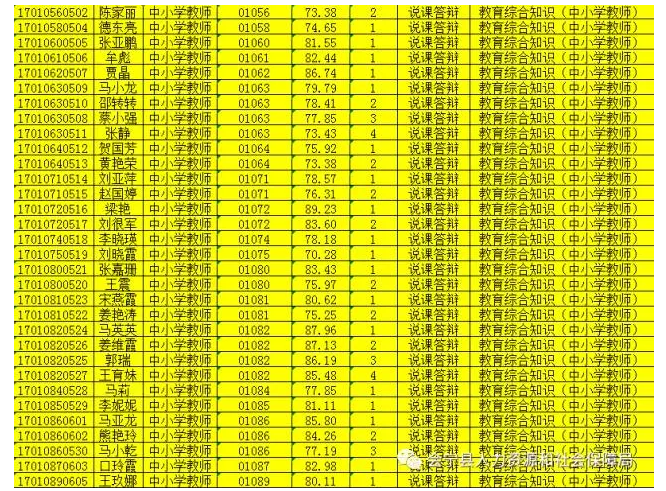 17010560502 陈家丽 中小学教师 01056 73.38 2 说课答辩 教育综合知识（中小学教师）
17010580504 德东亮 中小学教师 01058 74.65 1 说课答辩 教育综合知识（中小学教师）
17010600505 张亚鹏 中小学教师 01060 81.55 1 说课答辩 教育综合知识（中小学教师）
17010610506 牟彪 中小学教师 01061 82.44 1 说课答辩 教育综合知识（中小学教师）
17010620507 贾晶 中小学教师 01062 86.74 1 说课答辩 教育综合知识（中小学教师）
17010630509 马小龙 中小学教师 01063 79.79 1 说课答辩 教育综合知识（中小学教师）
17010630510 邵转转 中小学教师 01063 78.41 2 说课答辩 教育综合知识（中小学教师）
17010630508 蔡小强 中小学教师 01063 77.85 3 说课答辩 教育综合知识（中小学教师）
17010630511 张静 中小学教师 01063 73.43 4 说课答辩 教育综合知识（中小学教师）
17010640512 贺国芳 中小学教师 01064 75.92 1 说课答辩 教育综合知识（中小学教师）
17010640513 黄艳荣 中小学教师 01064 73.38 2 说课答辩 教育综合知识（中小学教师）
17010710514 刘亚萍 中小学教师 01071 78.57 1 说课答辩 教育综合知识（中小学教师）
17010710515 赵国婷 中小学教师 01071 76.31 2 说课答辩 教育综合知识（中小学教师）
17010720516 梁艳 中小学教师 01072 89.23 1 说课答辩 教育综合知识（中小学教师）
17010720517 刘很军 中小学教师 01072 83.60 2 说课答辩 教育综合知识（中小学教师）
17010740518 李晓瑛 中小学教师 01074 78.18 1 说课答辩 教育综合知识（中小学教师）
17010750519 刘晓霞 中小学教师 01075 70.28 1 说课答辩 教育综合知识（中小学教师）
17010800521 张嘉珊 中小学教师 01080 83.43 1 说课答辩 教育综合知识（中小学教师）
17010800520 王震 中小学教师 01080 75.97 2 说课答辩 教育综合知识（中小学教师）
17010810523 宋燕霞 中小学教师 01081 80.62 1 说课答辩 教育综合知识（中小学教师）
17010810522 姜艳涛 中小学教师 01081 75.25 2 说课答辩 教育综合知识（中小学教师）
17010820524 马英英 中小学教师 01082 87.96 1 说课答辩 教育综合知识（中小学教师）
17010820526 姜维霞 中小学教师 01082 87.13 2 说课答辩 教育综合知识（中小学教师）
17010820525 郭瑞 中小学教师 01082 86.19 3 说课答辩 教育综合知识（中小学教师）
17010820527 王育妹 中小学教师 01082 85.48 4 说课答辩 教育综合知识（中小学教师）
17010840528 马莉 中小学教师 01084 77.85 1 说课答辩 教育综合知识（中小学教师）
17010850529 李妮妮 中小学教师 01085 81.11 1 说课答辩 教育综合知识（中小学教师）
17010860601 马亚龙 中小学教师 01086 85.80 1 说课答辩 教育综合知识（中小学教师）
17010860602 熊艳玲 中小学教师 01086 84.26 2 说课答辩 教育综合知识（中小学教师）
17010860530 马小乾 中小学教师 01086 77.19 3 说课答辩 教育综合知识（中小学教师）
17010870603 口玲霞 中小学教师 01087 82.98 1 说课答辩 教育综合知识（中小学教师）
17010890605 王玖娜 中小学教师 01089 80.11 1 说课答辩 教育综合知识（中小学教师）
县人力资源和社会保障局